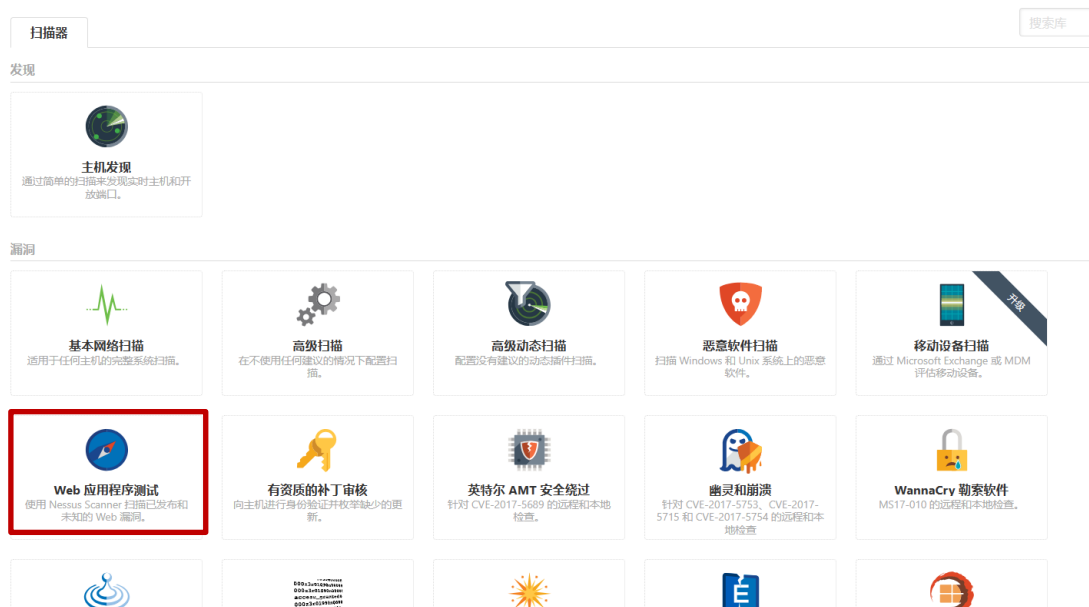 扫描器
搜索库
发现
主机发现
通过简单的扫描来发现实时主机和开
放端口。
漏洞
基本网络扫描
适用于任何主机的完整系统扫描。
高级扫描
在不使用任何建议的情况下配置扫
描。
高级动态扫描
配置没有建议的动态插件扫描。
恶意软件扫描
扫描 Windows 和 Unix 系统上的恶意
软件。
升级
移动设备扫描
通过 Microsoft Exchange 或 MDM
评估移动设备。
Web 应用程序测试
使用 Nessus Scanner 扫描已发布和
未知的 Web 漏洞。
有资质的补丁审核
向主机进行身份验证并枚举缺少的更
新。
英特尔 AMT 安全绕过
针对 CVE-2017-5689 的远程和本地
检查。
幽灵和崩溃
针对 CVE-2017-5753、CVE-2017-
5715 和 CVE-2017-5754 的远程和本
地检查
WannaCry 勒索软件
MS17-010 的远程和本地检查。